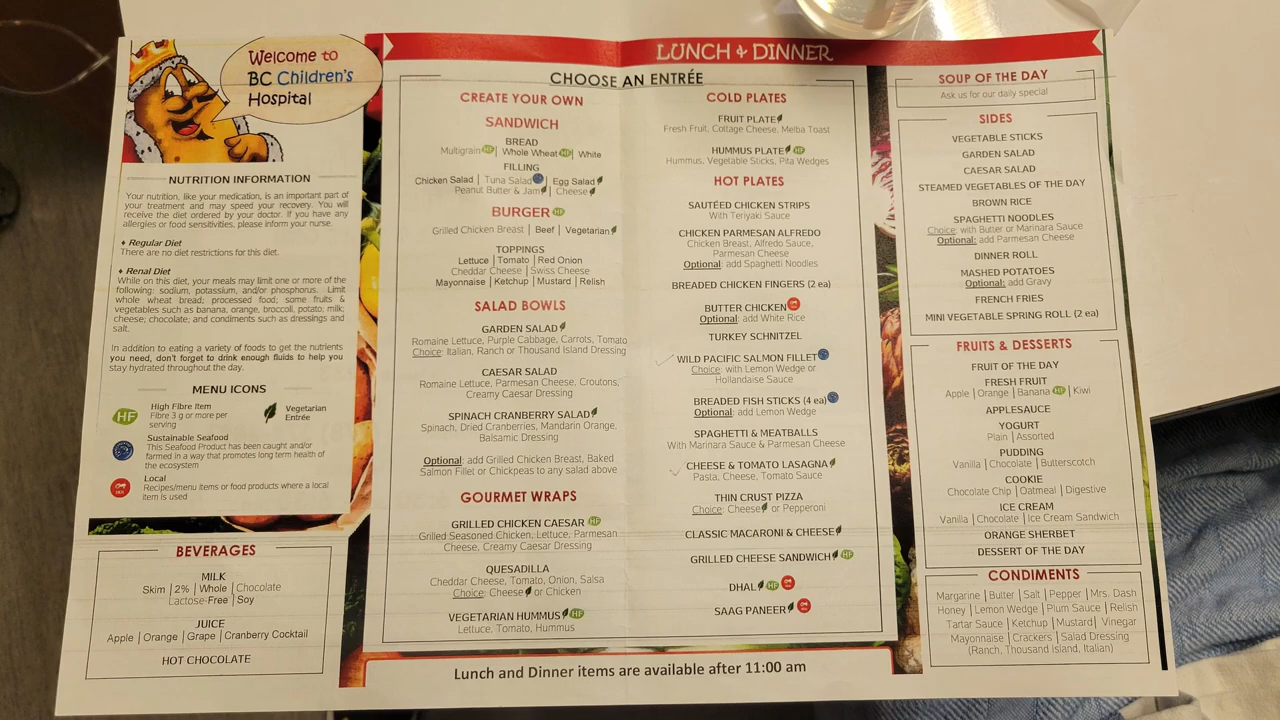 Welcome to
BC Children's
Hospital
NUTRITION INFORMATION
Your nutrition, like your medication, is an important part of
your treatment and may speed your recovery. You will
receive the diet ordered by your doctor. If you have any
allergies or food sensitivities, please inform your nurse.
♦ Regular Diet
There are no diet restrictions for this diet.
♦ Renal Diet
While on this diet, your meals may limit one or more of the
following: sodium, potassium, and/or phosphorus. Limit
whole wheat bread; processed food; some fruits &
vegetables such as banana, orange, broccoli, potato; milk;
cheese; chocolate; and condiments such as dressings and
salt.
In addition to eating a variety of foods to get the nutrients
you need, don't forget to drink enough fluids to help you
stay hydrated throughout the day.
MENU ICONS
HF
High Fibre Item
Fibre 3 g or more per
serving
Vegetarian
Entrée
Sustainable Seafood
This Seafood Product has been caught and/or
farmed in a way that promotes long term health of
the ecosystem
Local
Recipes/menu items or food products where a local
item is used
BEVERAGES
MILK
Skim | 2% | Whole | Chocolate
Lactose-Free | Soy
JUICE
Apple | Orange | Grape | Cranberry Cocktail
HOT CHOCOLATE
LUNCH & DINNER
CHOOSE AN ENTRÉE
CREATE YOUR OWN
SANDWICH
BREAD
Multigrain HF | Whole Wheat HF | White
FILLING
Chicken Salad | Tuna Salad | Egg Salad
Peanut Butter & Jam | Cheese
BURGER HF
Grilled Chicken Breast | Beef | Vegetarian
TOPPINGS
Lettuce | Tomato | Red Onion
Cheddar Cheese | Swiss Cheese
Mayonnaise | Ketchup | Mustard | Relish
SALAD BOWLS
GARDEN SALAD
Romaine Lettuce, Purple Cabbage, Carrots, Tomato
Choice: Italian, Ranch or Thousand Island Dressing
CAESAR SALAD
Romaine Lettuce, Parmesan Cheese, Croutons,
Creamy Caesar Dressing
SPINACH CRANBERRY SALAD
Spinach, Dried Cranberries, Mandarin Orange,
Balsamic Dressing
Optional: add Grilled Chicken Breast, Baked
Salmon Fillet or Chickpeas to any salad above
GOURMET WRAPS
GRILLED CHICKEN CAESAR HF
Grilled Seasoned Chicken, Lettuce, Parmesan
Cheese, Creamy Caesar Dressing
QUESADILLA
Cheddar Cheese, Tomato, Onion, Salsa
Choice: Cheese or Chicken
VEGETARIAN HUMMUS HF
Lettuce, Tomato, Hummus
COLD PLATES
FRUIT PLATE
Fresh Fruit, Cottage Cheese, Melba Toast
HUMMUS PLATE HF
Hummus, Vegetable Sticks, Pita Wedges
HOT PLATES
SAUTÉED CHICKEN STRIPS
With Teriyaki Sauce
CHICKEN PARMESAN ALFREDO
Chicken Breast, Alfredo Sauce,
Parmesan Cheese
Optional: add Spaghetti Noodles
BREADED CHICKEN FINGERS (2 ea)
BUTTER CHICKEN
Optional: add White Rice
TURKEY SCHNITZEL
WILD PACIFIC SALMON FILLET
Choice: with Lemon Wedge or
Hollandaise Sauce
BREADED FISH STICKS (4 ea)
Optional: add Lemon Wedge
SPAGHETTI & MEATBALLS
With Marinara Sauce & Parmesan Cheese
CHEESE & TOMATO LASAGNA
Pasta, Cheese, Tomato Sauce
THIN CRUST PIZZA
Choice: Cheese or Pepperoni
CLASSIC MACARONI & CHEESE
GRILLED CHEESE SANDWICH HF
DHAL HF
SAAG PANEER
Lunch and Dinner items are available after 11:00 am
SOUP OF THE DAY
Ask us for our daily special
SIDES
VEGETABLE STICKS
GARDEN SALAD
CAESAR SALAD
STEAMED VEGETABLES OF THE DAY
BROWN RICE
SPAGHETTI NOODLES
Choice: with Butter or Marinara Sauce
Optional: add Parmesan Cheese
DINNER ROLL
MASHED POTATOES
Optional: add Gravy
FRENCH FRIES
MINI VEGETABLE SPRING ROLL (2 ea)
FRUITS & DESSERTS
FRUIT OF THE DAY
FRESH FRUIT
Apple | Orange | Banana HF | Kiwi
APPLESAUCE
YOGURT
Plain | Assorted
PUDDING
Vanilla | Chocolate | Butterscotch
COOKIE
Chocolate Chip | Oatmeal | Digestive
ICE CREAM
Vanilla | Chocolate | Ice Cream Sandwich
ORANGE SHERBET
DESSERT OF THE DAY
CONDIMENTS
Margarine | Butter | Salt | Pepper | Mrs. Dash
Honey | Lemon Wedge | Plum Sauce | Relish
Tartar Sauce | Ketchup | Mustard | Vinegar
Mayonnaise | Crackers | Salad Dressing
(Ranch, Thousand Island, Italian)